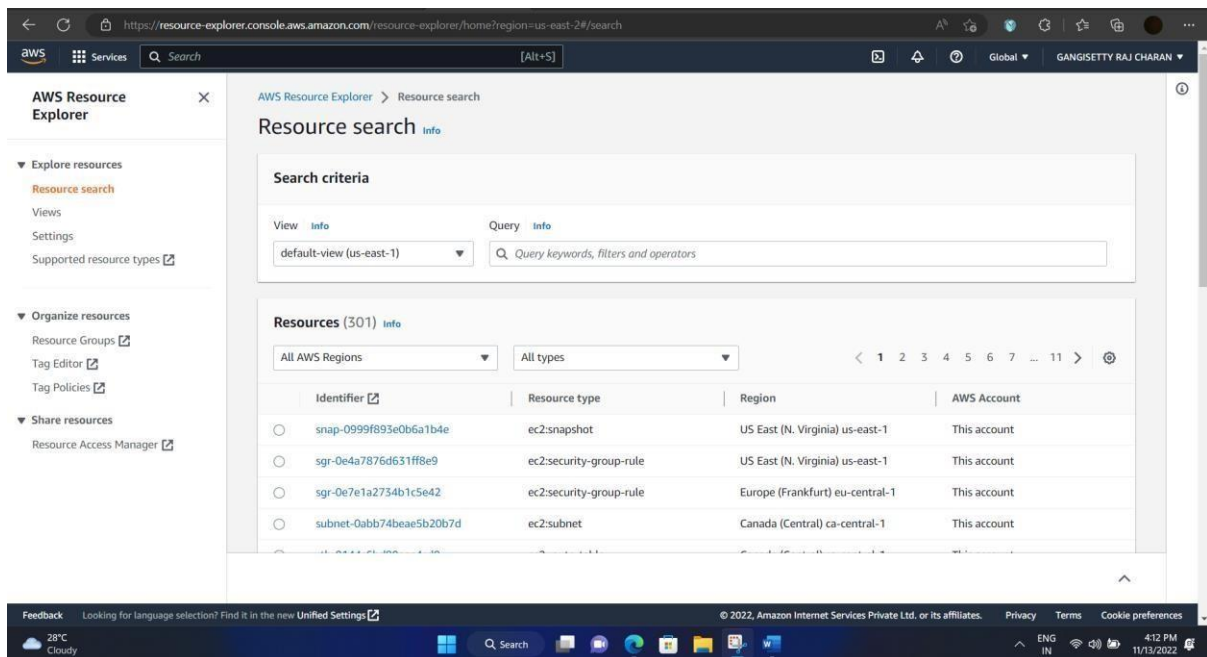 https://resource-explorer.console.aws.amazon.com/resource-explorer/home?region=us-east-2#/search
aws Services Search [Alt+S] Global GANGISETTY RAJ CHARAN
AWS Resource Explorer
Explore resources
Resource search
Views
Settings
Supported resource types
Organize resources
Resource Groups
Tag Editor
Tag Policies
Share resources
Resource Access Manager
AWS Resource Explorer > Resource search
Resource search Info
Search criteria
View Info Query Info
default-view (us-east-1) Query keywords, filters and operators
Resources (301) Info
All AWS Regions All types < 1 2 3 4 5 6 7 ... 11 >
Identifier Resource type Region AWS Account
snap-0999f893e0b6a1b4e ec2:snapshot US East (N. Virginia) us-east-1 This account
sgr-0e4a7876d631ff8e9 ec2:security-group-rule US East (N. Virginia) us-east-1 This account
sgr-0e7e1a2734b1c5e42 ec2:security-group-rule Europe (Frankfurt) eu-central-1 This account
subnet-0abb74beae5b20b7d ec2:subnet Canada (Central) ca-central-1 This account
Feedback Looking for language selection? Find it in the new Unified Settings © 2022, Amazon Internet Services Private Ltd. or its affiliates. Privacy Terms Cookie preferences
28°C
Cloudy
Search
ENG
IN
4:12 PM
11/13/2022